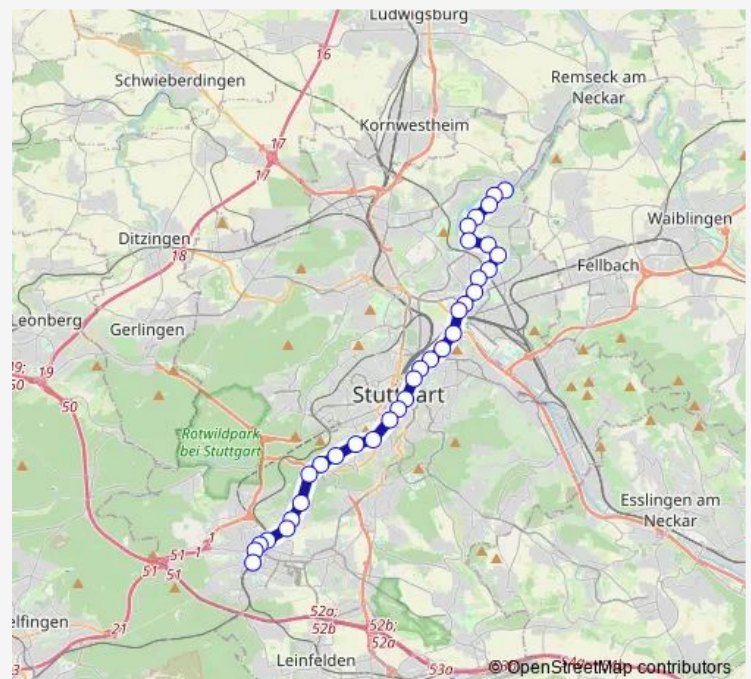 Ludwigsburg
16
Schwieberdingen
Remseck am
Neckar
Kornwestheim
17
17
Waiblingen
Ditzingen
18
Fellbach
Leonberg
Gerlingen
49;
50
19
50
Stuttgart
Rotwildpark
bei Stuttgart
Esslingen am
Neckar
51
1
1
51
51
elfingen
21
52a;
52b
52b;
52a
Leinfelden
53a
© OpenStreetMap contributors